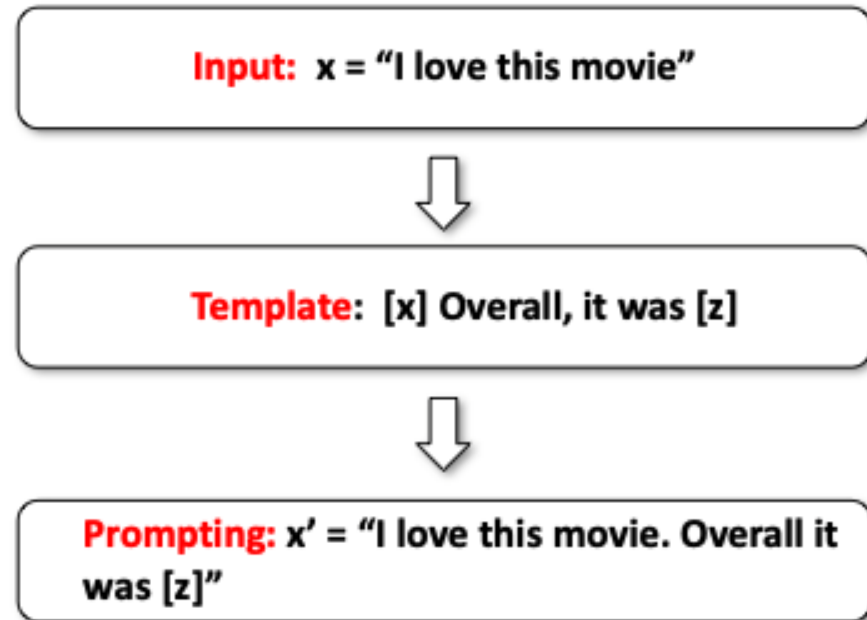 Input: x = “I love this movie”
Template: [x] Overall, it was [z]
Prompting: x’ = “I love this movie. Overall it
was [z]”